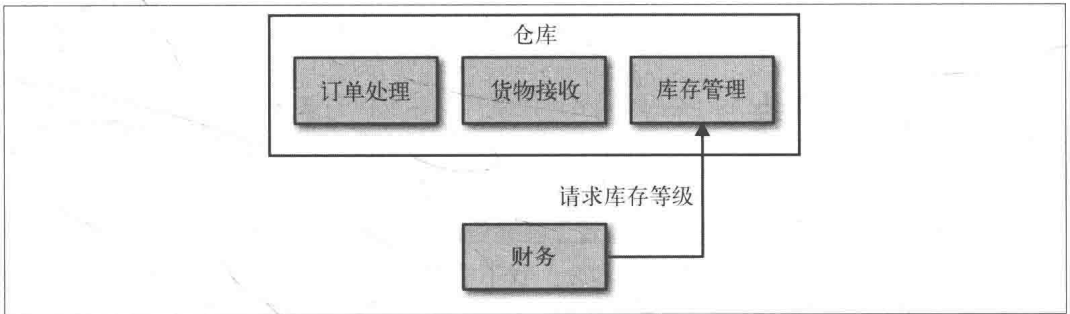 仓库
订单处理
货物接收
库存管理
请求库存等级
财务